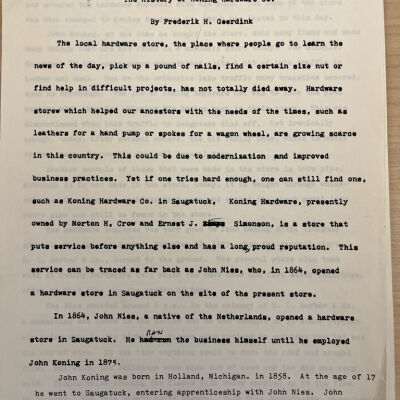 The History of Koning Hardware Co.
By Frederik H. Geerdink
The local hardware store, the place where people go to learn the
news of the day, pick up a pound of nails, find a certain size nut or
find help in difficult projects, has not totally died away. Hardware
storew which helped our ancestors with the needs of the times, such as
leathers for a hand pump or spokes for a wagon wheel, are growing scarce
in this country. This could be due to modernization and improved
business practices. Yet if one tries hard enough, one can still find one,
such as Koning Hardware Co. in Saugatuck. Koning Hardware, presently
owned by Norton H. Crow and Ernest J. Simonson, is a store that
puts service before anything else and has a long, proud reputation. This
service can be traced as far back as John Nies, who, in 1864, opened
a hardware store in Saugatuck on the site of the present store.
In 1864, John Nies, a native of the Netherlands, opened a hardware
RAN
store in Saugatuck. He had run the business himself until he employed
John Koning in 1875.
John Koning was born in Holland, Michigan. in 1858. At the age of 17
he went to Saugatuck, entering apprenticeship with John Nies. John